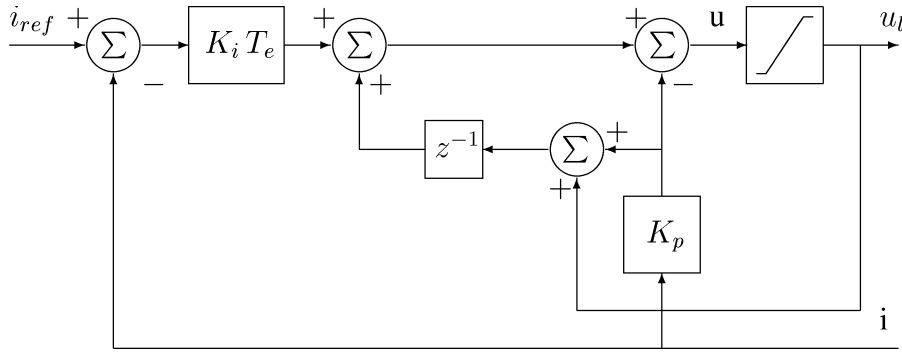 i_ref + Σ K_i T_e + Σ + Σ u u_l
− + −
z^{-1} Σ +
+
K_p
i